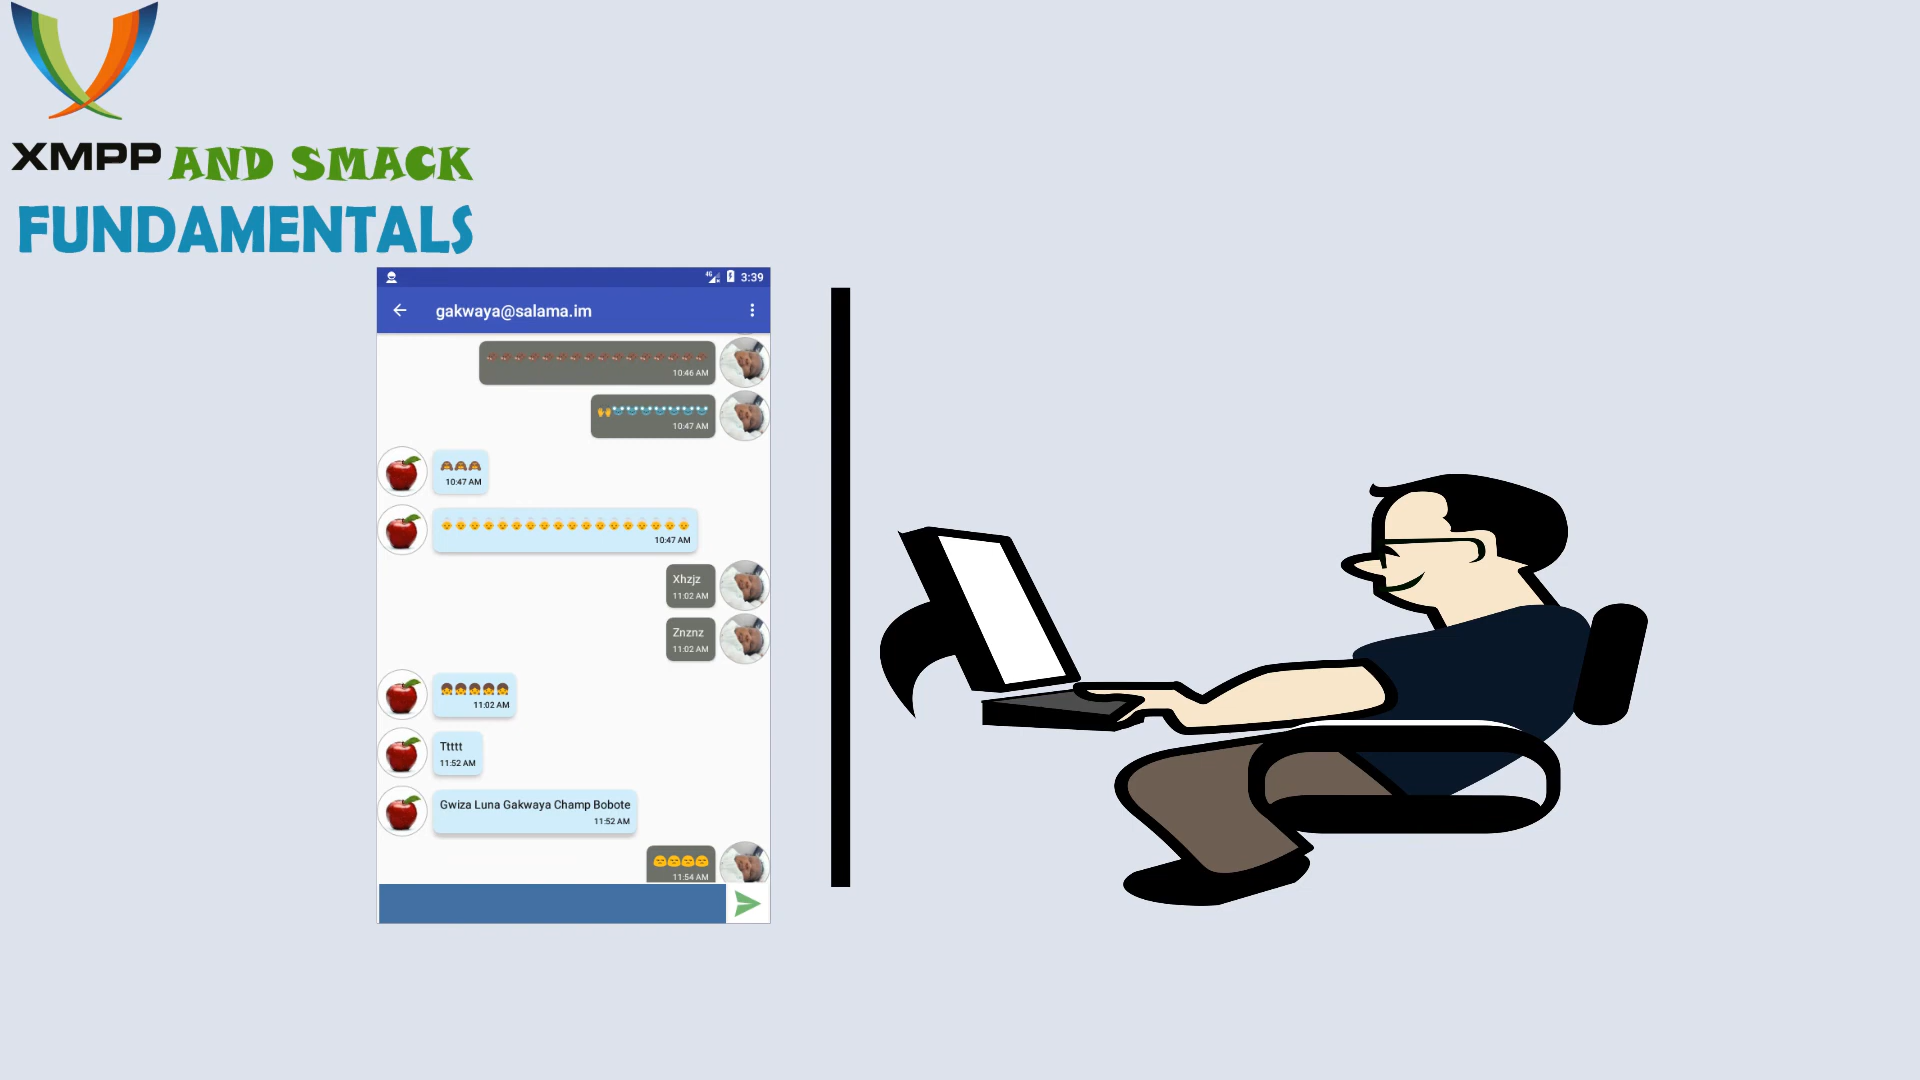 XMPP AND SMACK
FUNDAMENTALS
4G 3:39
gakwaya@salama.im
10:46 AM
10:47 AM
10:47 AM
10:47 AM
Xhzjz
11:02 AM
Znznz
11:02 AM
11:02 AM
Ttttt
11:52 AM
Gwiza Luna Gakwaya Champ Bobote
11:52 AM
11:54 AM